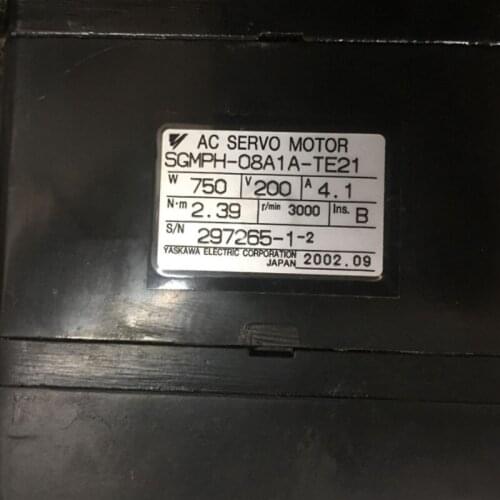 AC SERVO MOTOR
SGMPH-08A1A-TE21
W 750 V 200 A 4.1
N·m 2.39 r/min 3000 Ins. B
S/N 297265-1-2
YASKAWA ELECTRIC CORPORATION
JAPAN 2002.09